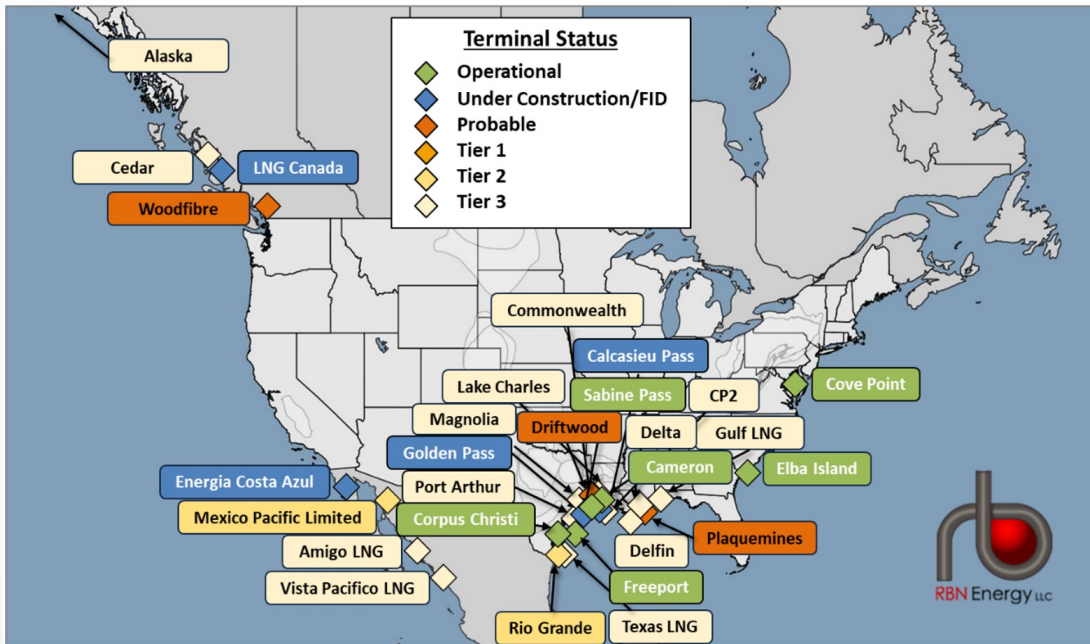 Terminal Status
Operational
Under Construction/FID
Probable
Tier 1
Tier 2
Tier 3
Alaska
Cedar
LNG Canada
Woodfibre
Commonwealth
Calcasieu Pass
Lake Charles
Sabine Pass
CP2
Cove Point
Magnolia
Driftwood
Delta
Gulf LNG
Golden Pass
Cameron
Elba Island
Energia Costa Azul
Port Arthur
Mexico Pacific Limited
Corpus Christi
Plaquemines
Amigo LNG
Delfin
Vista Pacifico LNG
Freeport
Rio Grande
Texas LNG
RBN Energy LLC